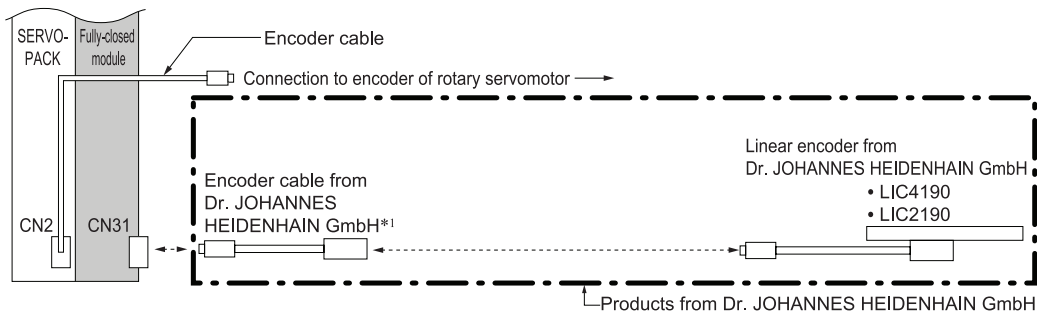 SERVO-
PACK
Fully-closed
module
Encoder cable
Connection to encoder of rotary servomotor
Linear encoder from
Dr. JOHANNES HEIDENHAIN GmbH
• LIC4190
• LIC2190
Encoder cable from
Dr. JOHANNES
HEIDENHAIN GmbH*1
CN2
CN31
Products from Dr. JOHANNES HEIDENHAIN GmbH